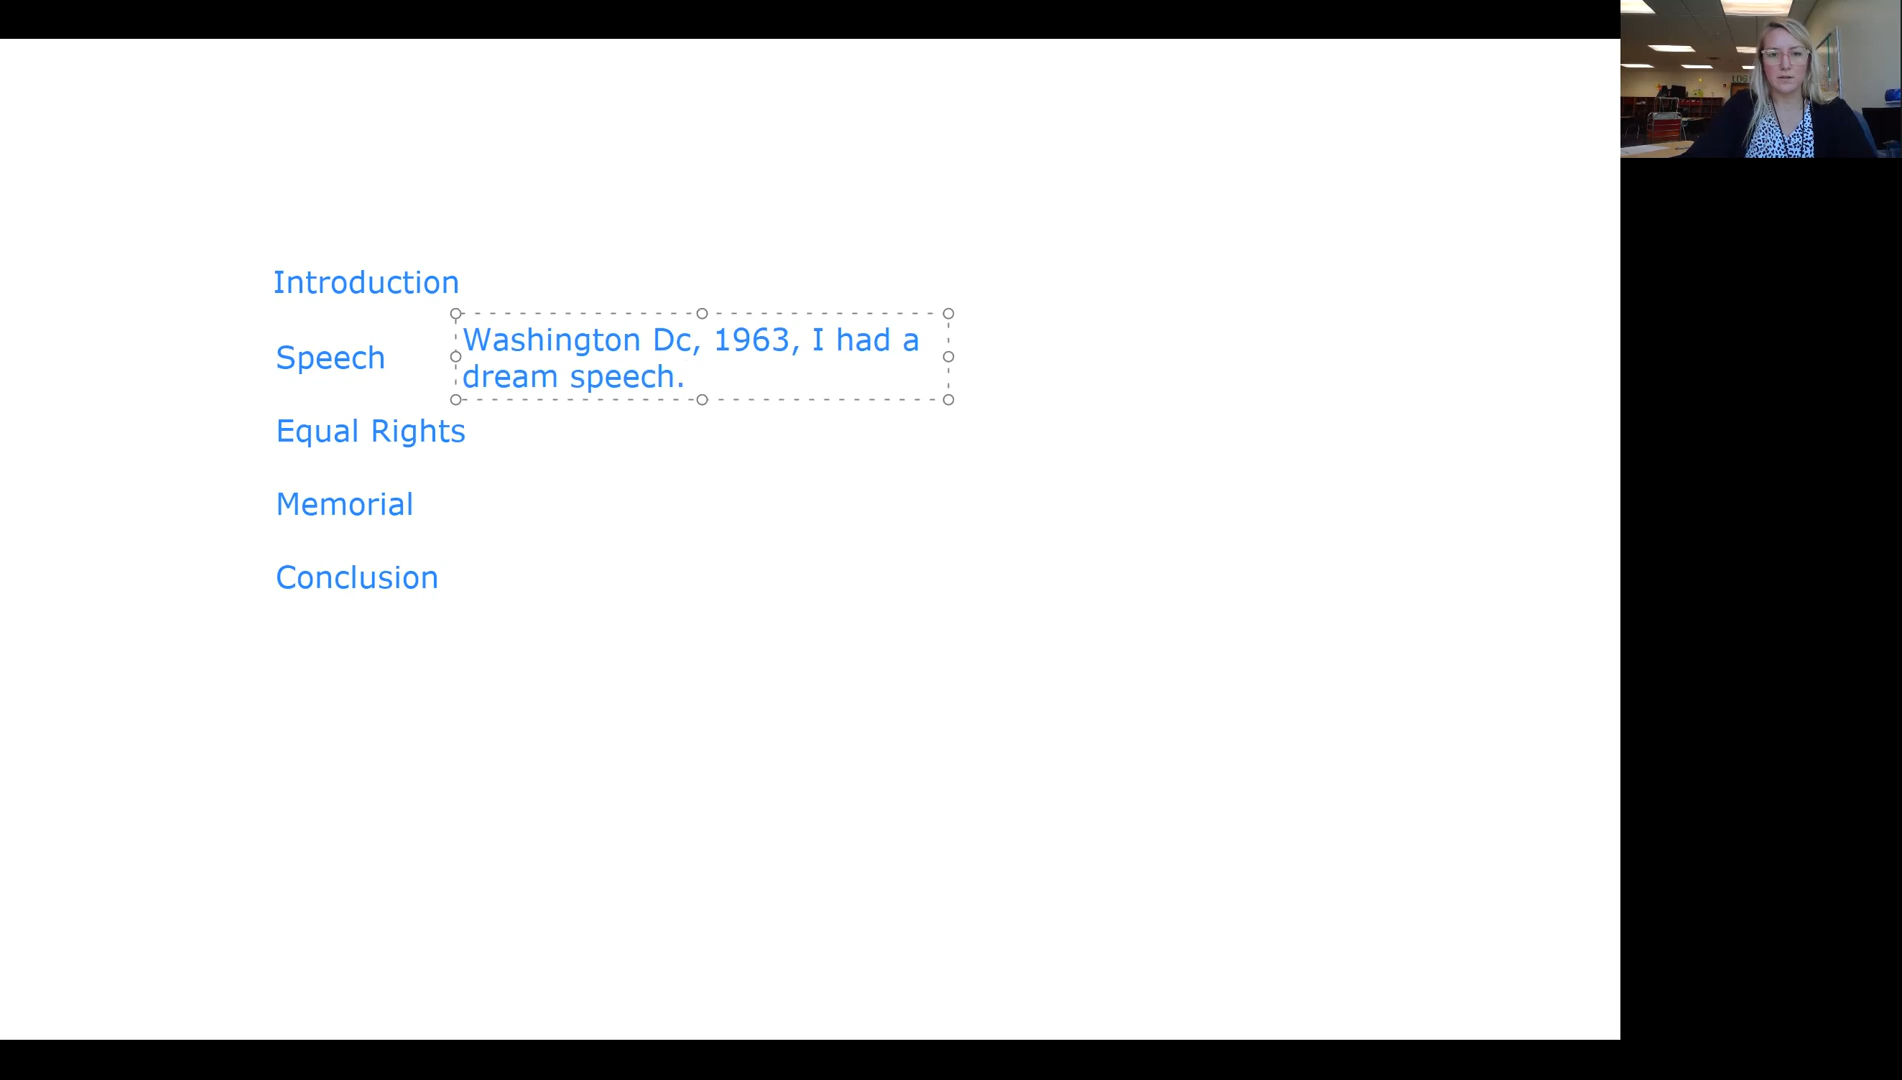 Introduction
Speech
Washington Dc, 1963, I had a
dream speech.
Equal Rights
Memorial
Conclusion